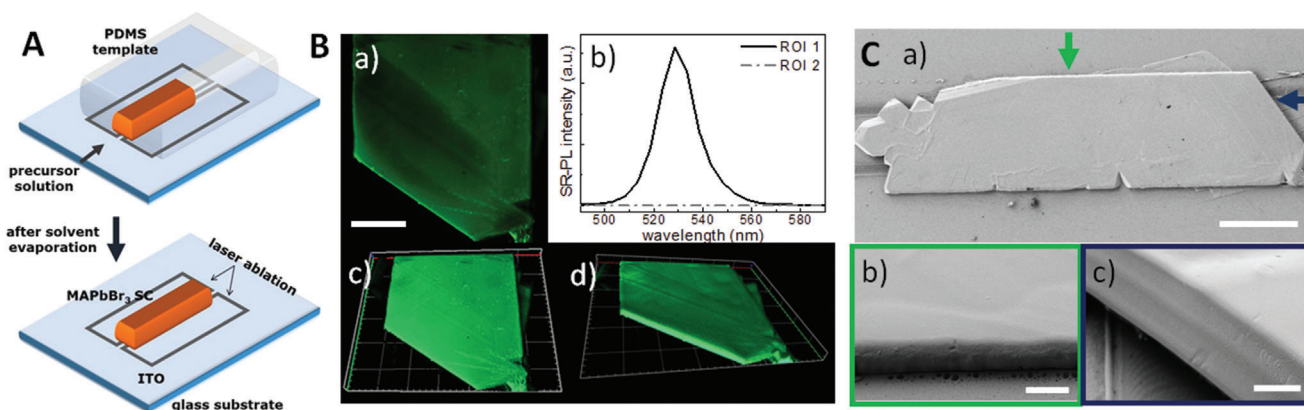 A
PDMS
template
precursor
solution
after solvent
evaporation
laser ablation
MAPbBr3 SC
ITO
glass substrate
B
a)
b)
SR-PL intensity (a.u.)
ROI 1
ROI 2
500 520 540 560 580
wavelength (nm)
c)
d)
C
a)
b)
c)